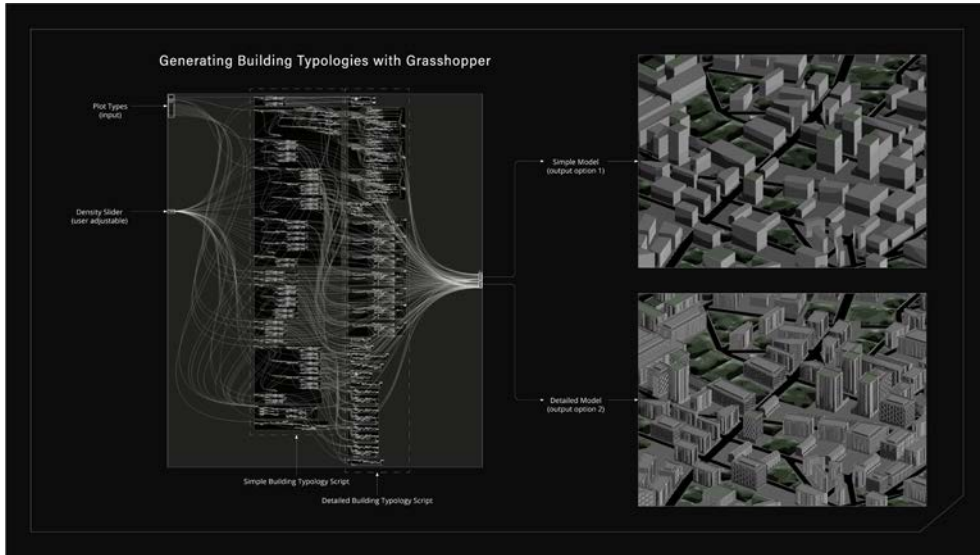 Generating Building Typologies with Grasshopper
Plot Types
(input)
Density Slider
(user adjustable)
Simple Model
(output option 1)
Detailed Model
(output option 2)
Simple Building Typology Script
Detailed Building Typology Script